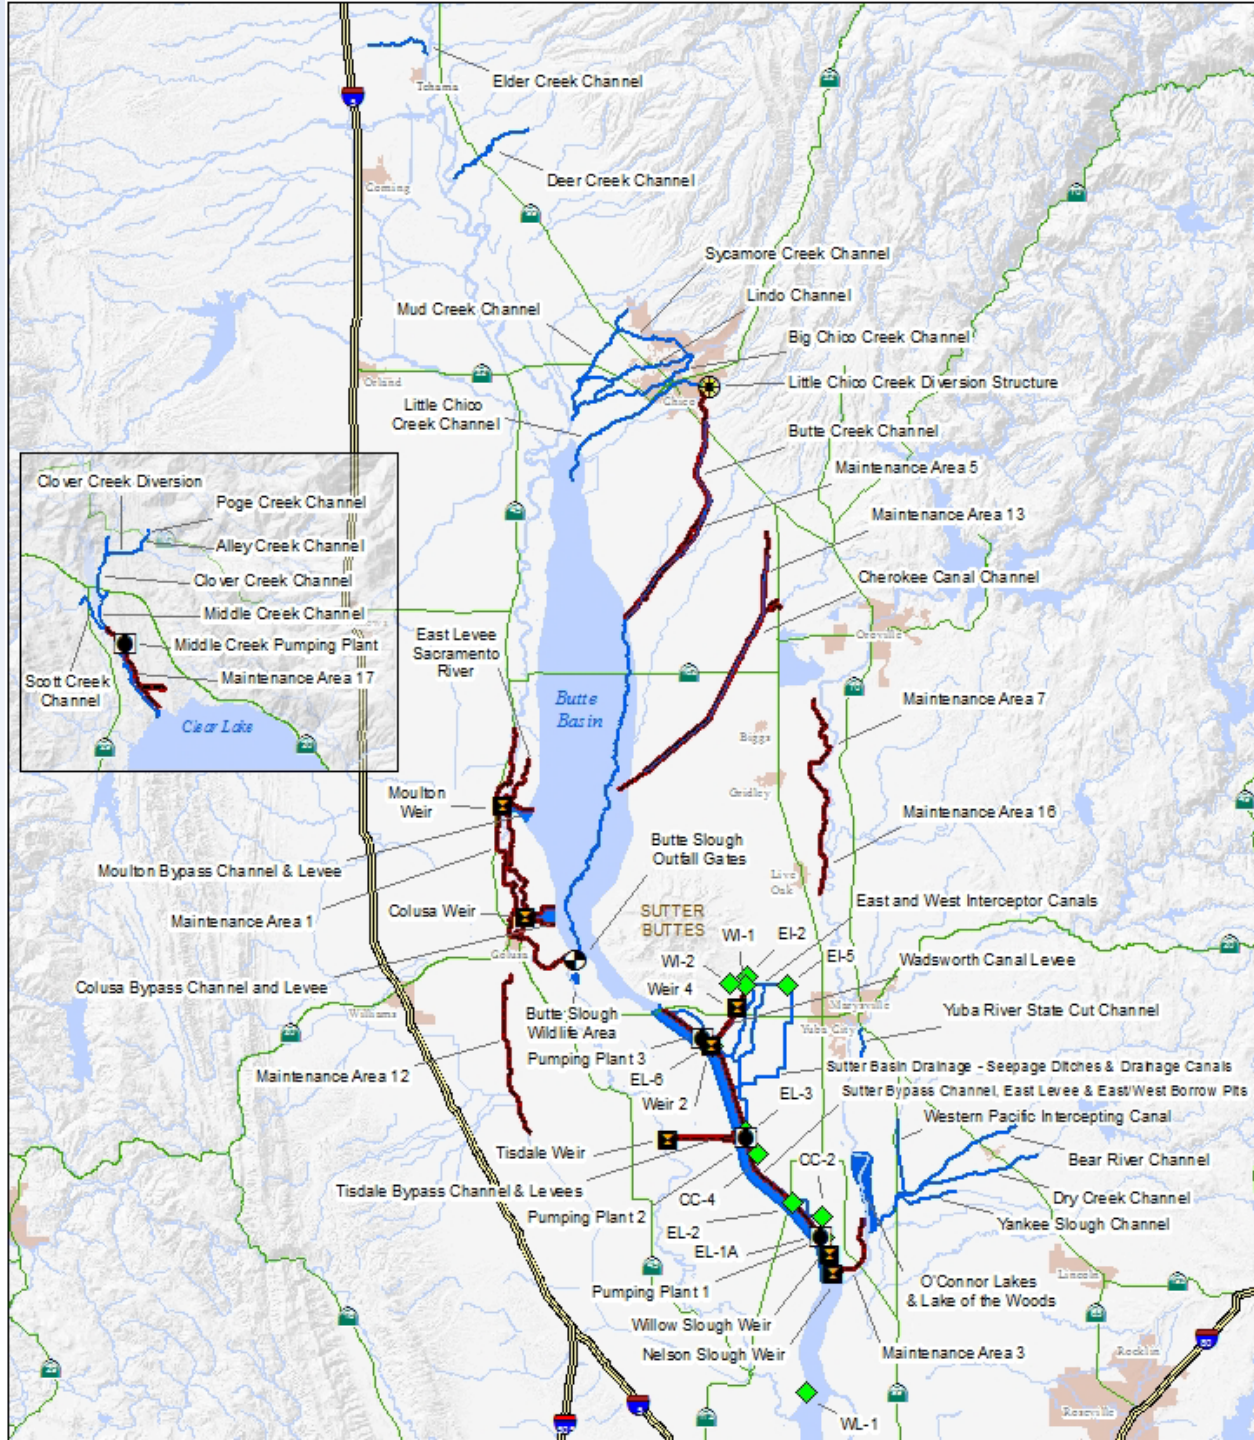 Elder Creek Channel
Tehama
Deer Creek Channel
Corning
Sycamore Creek Channel
Mud Creek Channel
Lindo Channel
Big Chico Creek Channel
Orland
Little Chico Creek Diversion Structure
Chico
Little Chico
Creek Channel
Butte Creek Channel
Maintenance Area 5
Clover Creek Diversion
Poge Creek Channel
Maintenance Area 13
Alley Creek Channel
Clover Creek Channel
Cherokee Canal Channel
Middle Creek Channel
Middle Creek Pumping Plant
Maintenance Area 17
Scott Creek
Channel
Clear Lake
East Levee
Sacramento
River
Oroville
Butte
Basin
Maintenance Area 7
Biggs
Gridley
Moulton
Weir
Maintenance Area 16
Butte Slough
Outfall Gates
Moulton Bypass Channel & Levee
Live
Oak
Maintenance Area 1
Colusa Weir
SUTTER
BUTTES
East and West Interceptor Canals
WI-1
EI-2
EI-5
WI-2
Wadsworth Canal Levee
Weir 4
Colusa
Colusa Bypass Channel and Levee
Williams
Marysville
Yuba City
Yuba River State Cut Channel
Butte Slough
Wildlife Area
Pumping Plant 3
Maintenance Area 12
EL-6
Sutter Basin Drainage - Seepage Ditches & Drainage Canals
EL-3
Sutter Bypass Channel, East Levee & East/West Borrow Pits
Weir 2
Western Pacific Intercepting Canal
Tisdale Weir
CC-2
Bear River Channel
Tisdale Bypass Channel & Levees
CC-4
Dry Creek Channel
Pumping Plant 2
Yankee Slough Channel
EL-2
EL-1A
Pumping Plant 1
O'Connor Lakes
& Lake of the Woods
Lincoln
Willow Slough Weir
Nelson Slough Weir
Maintenance Area 3
Rocklin
Roseville
WL-1